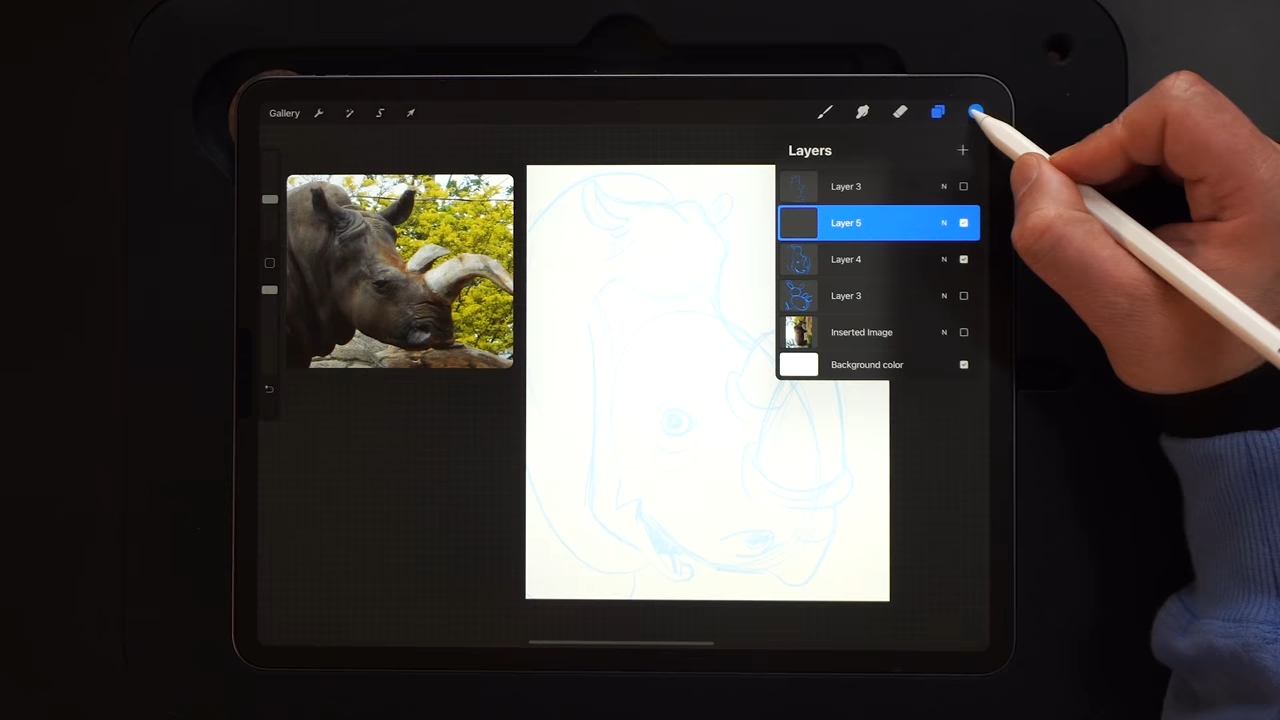 Gallery
Layers
Layer 3 N
Layer 5 N
Layer 4 N
Layer 3 N
Inserted Image N
Background color